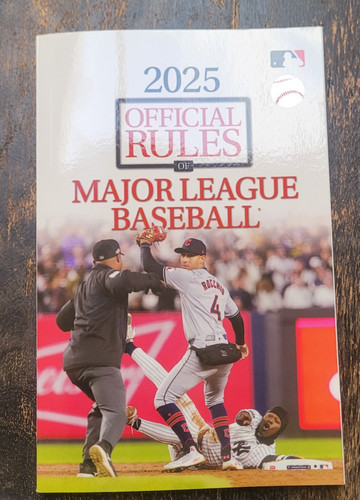 2025
OFFICIAL
RULES
OF
MAJOR LEAGUE
BASEBALL
ROCCHIO
4